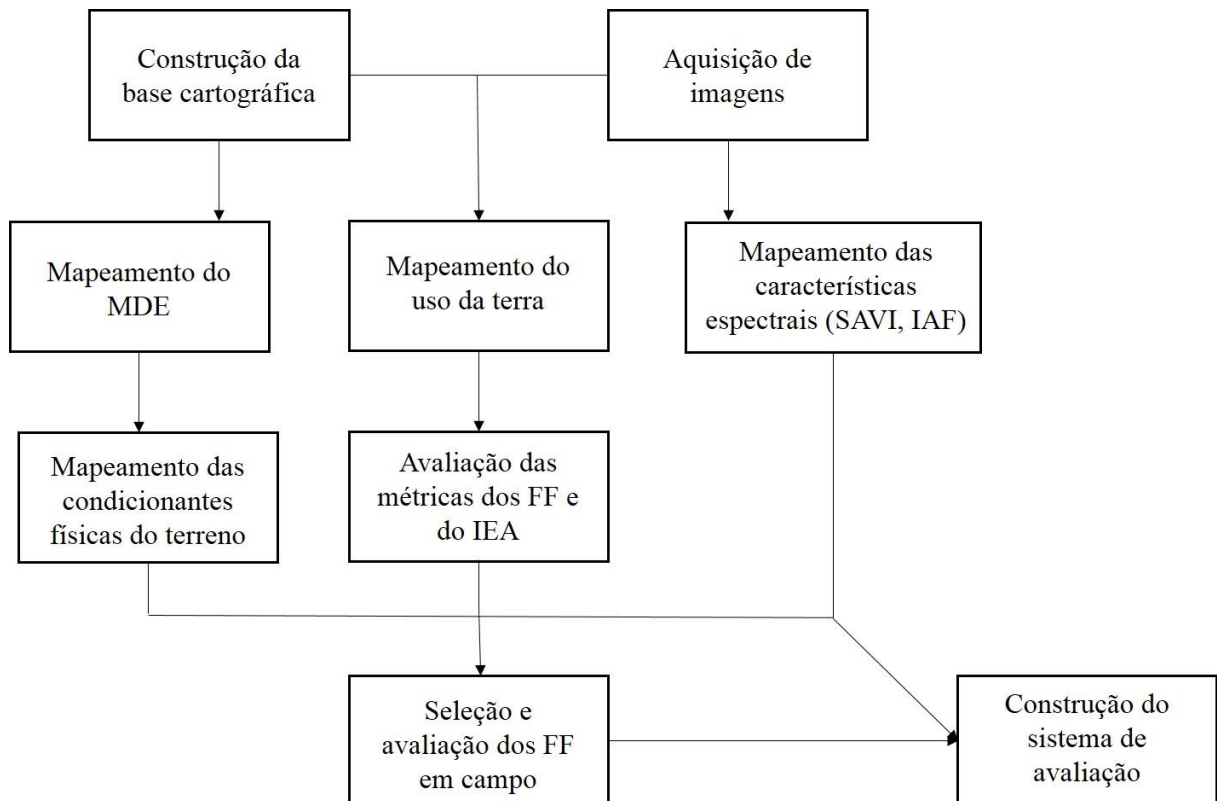 Construção da
base cartográfica
Aquisição de
imagens
Mapeamento do
MDE
Mapeamento do
uso da terra
Mapeamento das
características
espectrais (SAVI, IAF)
Mapeamento das
condicionantes
físicas do terreno
Avaliação das
métricas dos FF e
do IEA
Seleção e
avaliação dos FF
em campo
Construção do
sistema de
avaliação